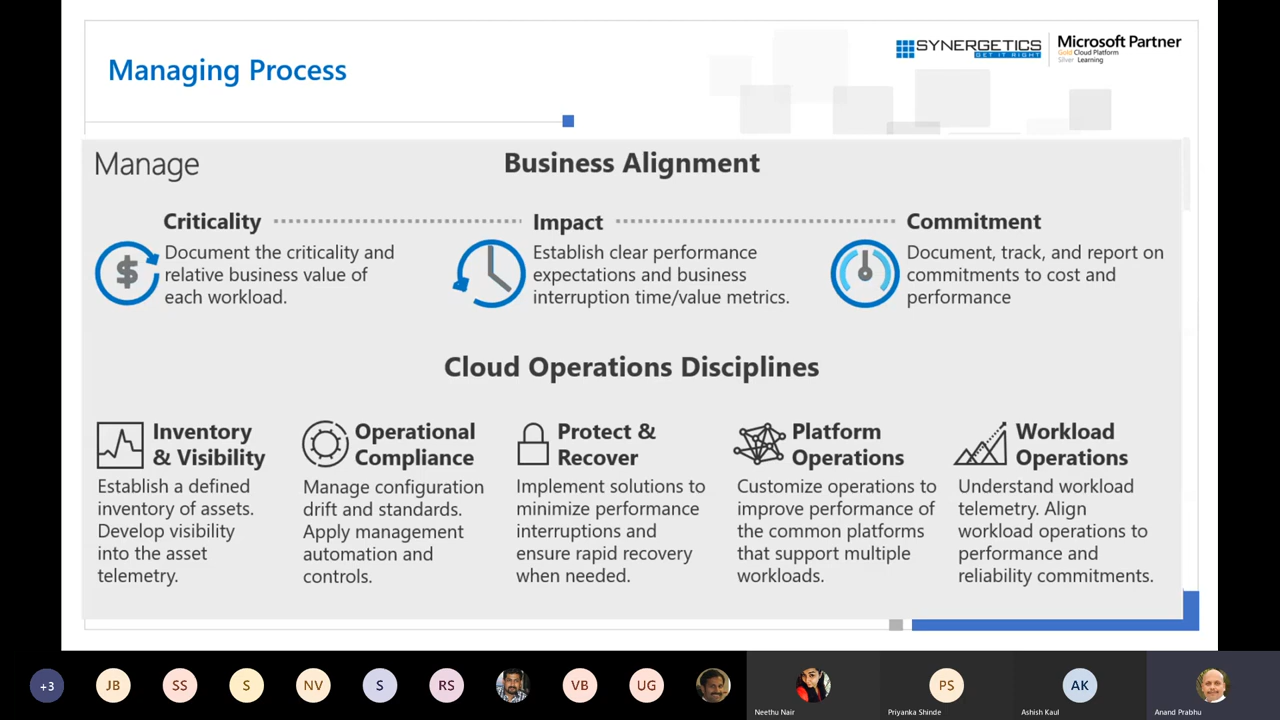 Managing Process
SYNERGETICS
GET IT RIGHT
Microsoft Partner
Gold Cloud Platform
Silver Learning
Manage
Business Alignment
Criticality
Document the criticality and
relative business value of
each workload.
Impact
Establish clear performance
expectations and business
interruption time/value metrics.
Commitment
Document, track, and report on
commitments to cost and
performance
Cloud Operations Disciplines
Inventory
& Visibility
Establish a defined
inventory of assets.
Develop visibility
into the asset
telemetry.
Operational
Compliance
Manage configuration
drift and standards.
Apply management
automation and
controls.
Protect &
Recover
Implement solutions to
minimize performance
interruptions and
ensure rapid recovery
when needed.
Platform
Operations
Customize operations to
improve performance of
the common platforms
that support multiple
workloads.
Workload
Operations
Understand workload
telemetry. Align
workload operations to
performance and
reliability commitments.
+3
JB
SS
S
NV
S
RS
VB
UG
Neethu Nair
PS
Priyanka Shinde
AK
Ashish Kaul
Anand Prabhu